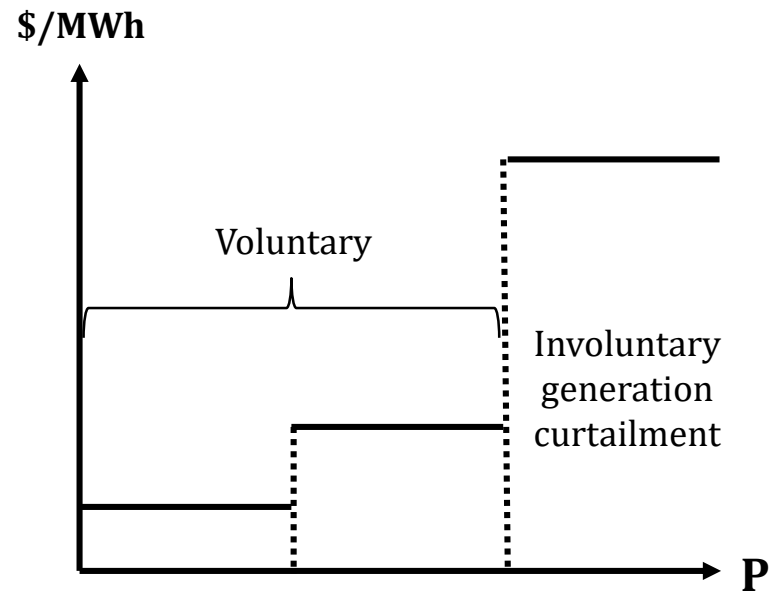 $/MWh
Voluntary
Involuntary
generation
curtailment
P